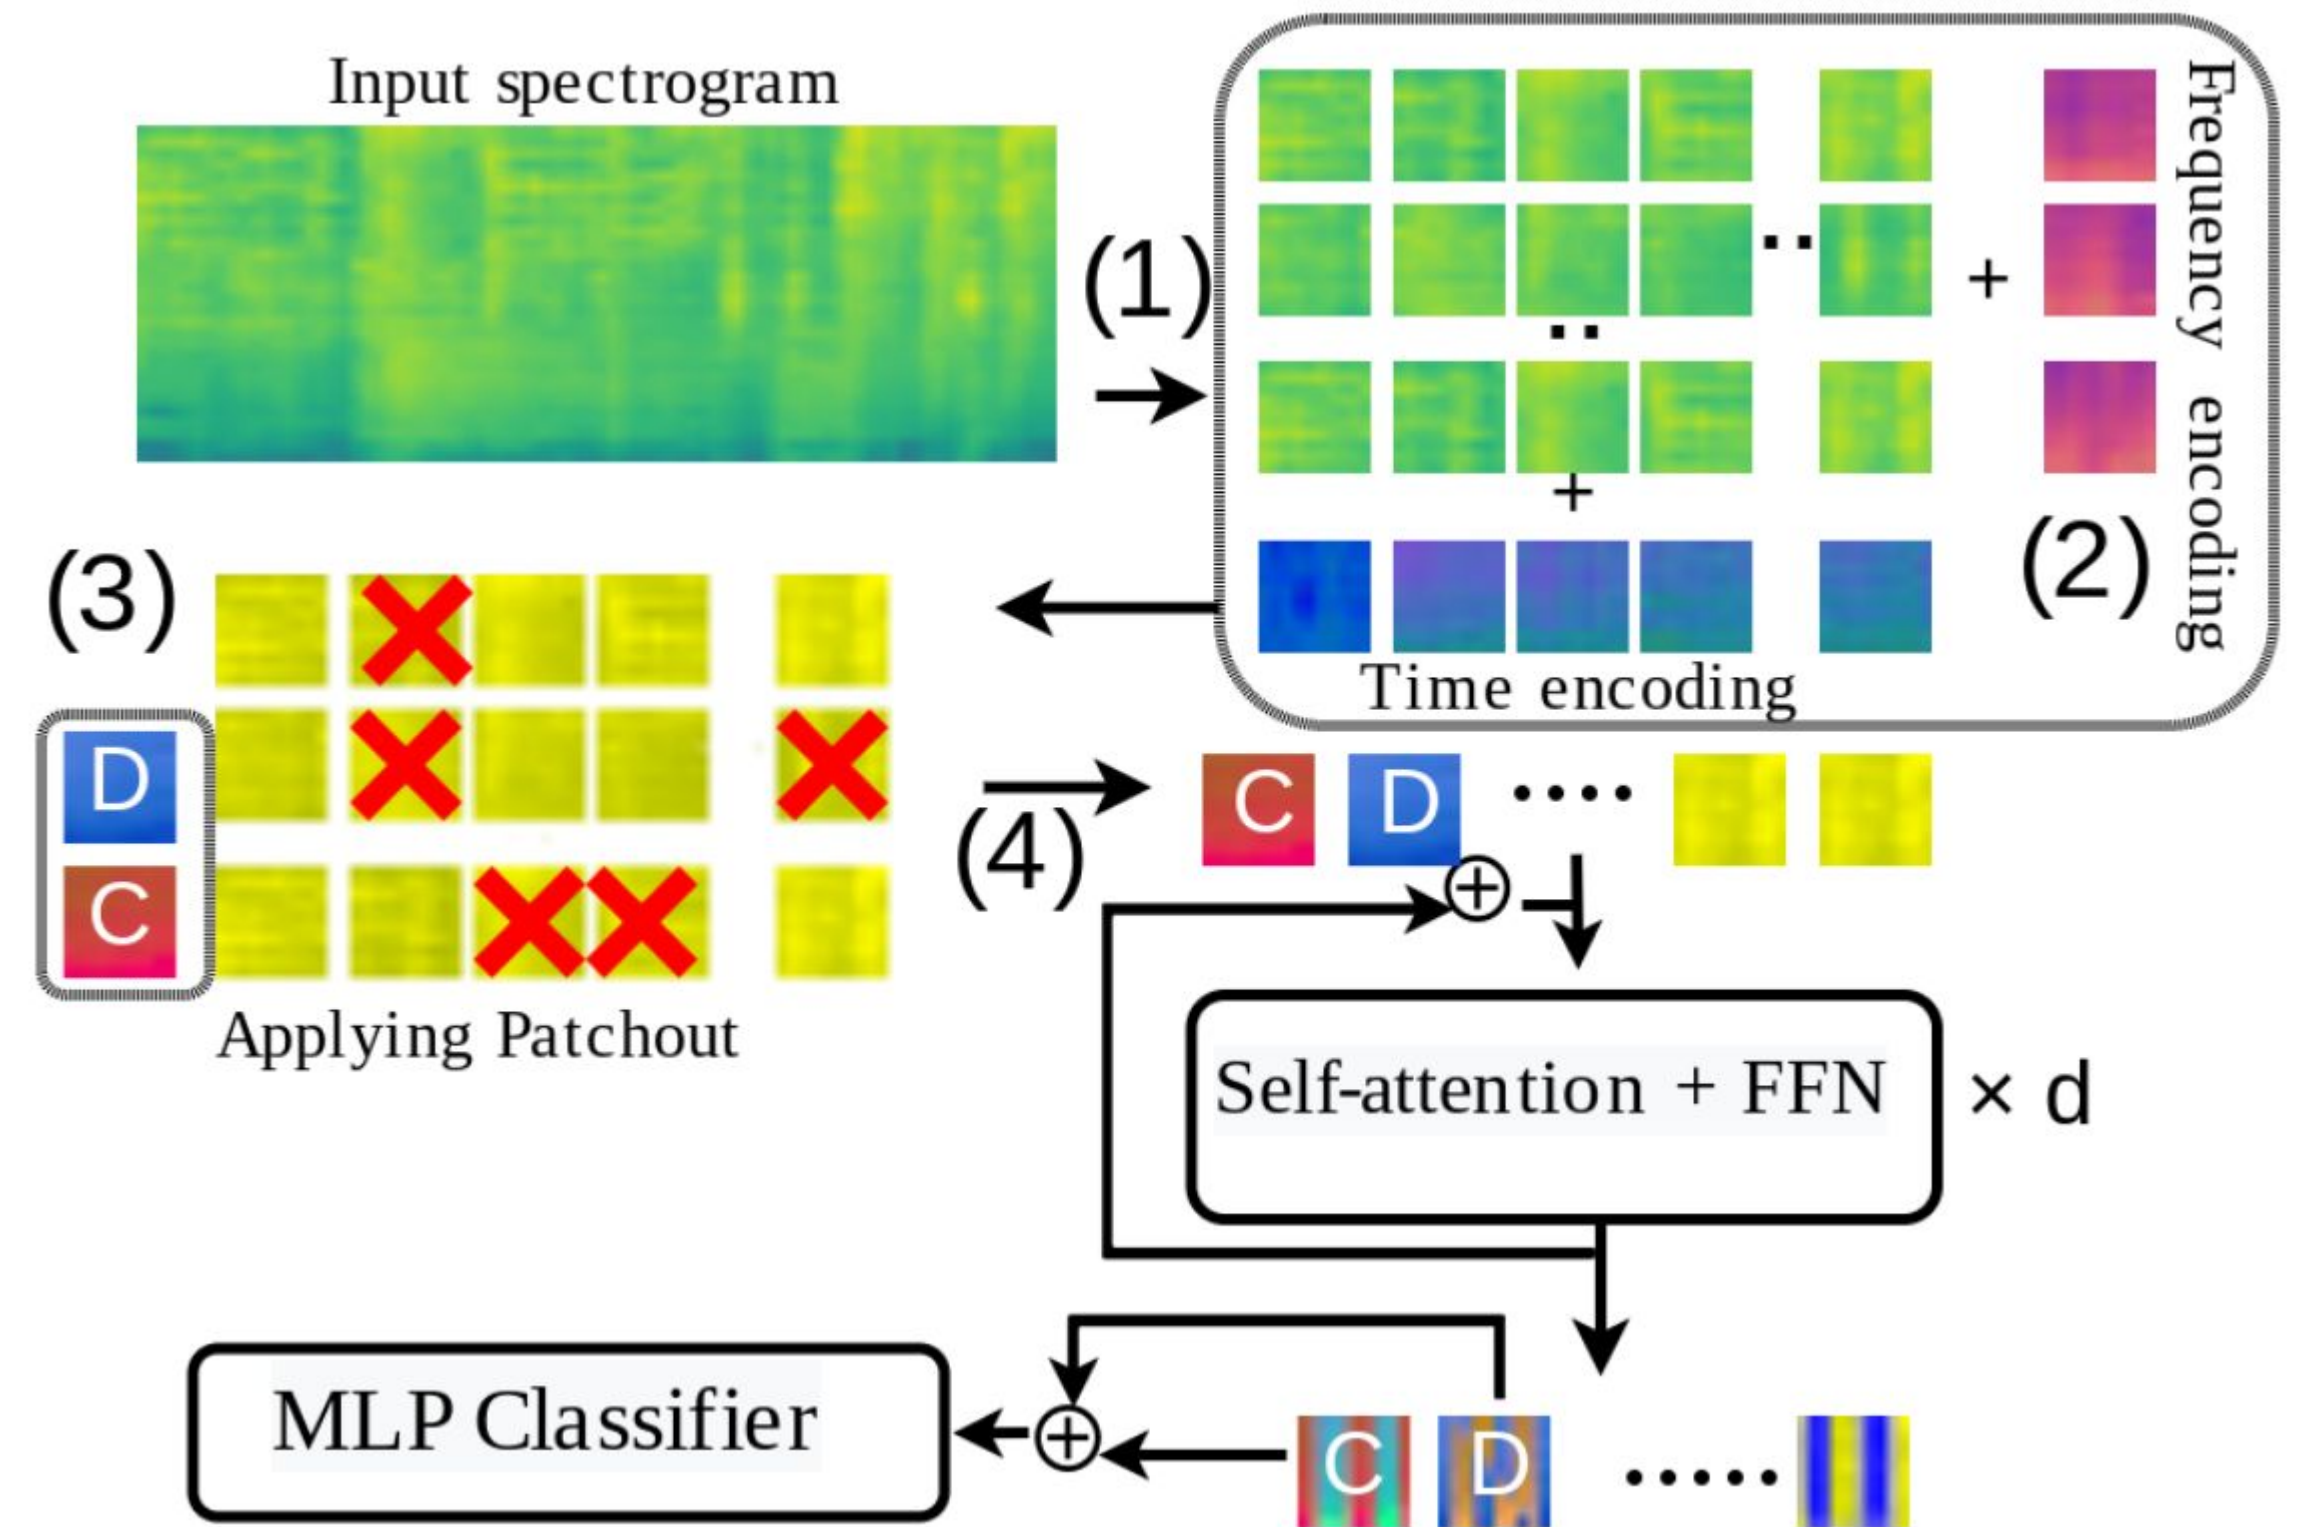 Input spectrogram
(1)
+
Frequency encoding
+
(2)
Time encoding
(3)
D
C
Applying Patchout
(4)
C D
Self-attention + FFN × d
MLP Classifier
C D